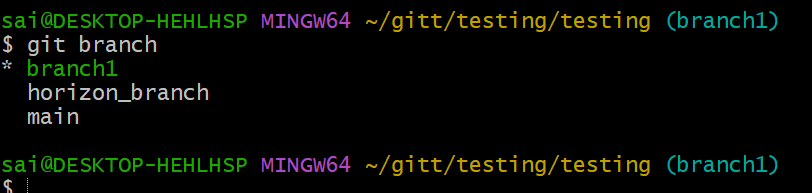 sai@DESKTOP-HEHLHSP MINGW64 ~/gitt/testing/testing (branch1)
$ git branch
* branch1
  horizon_branch
  main
sai@DESKTOP-HEHLHSP MINGW64 ~/gitt/testing/testing (branch1)
$